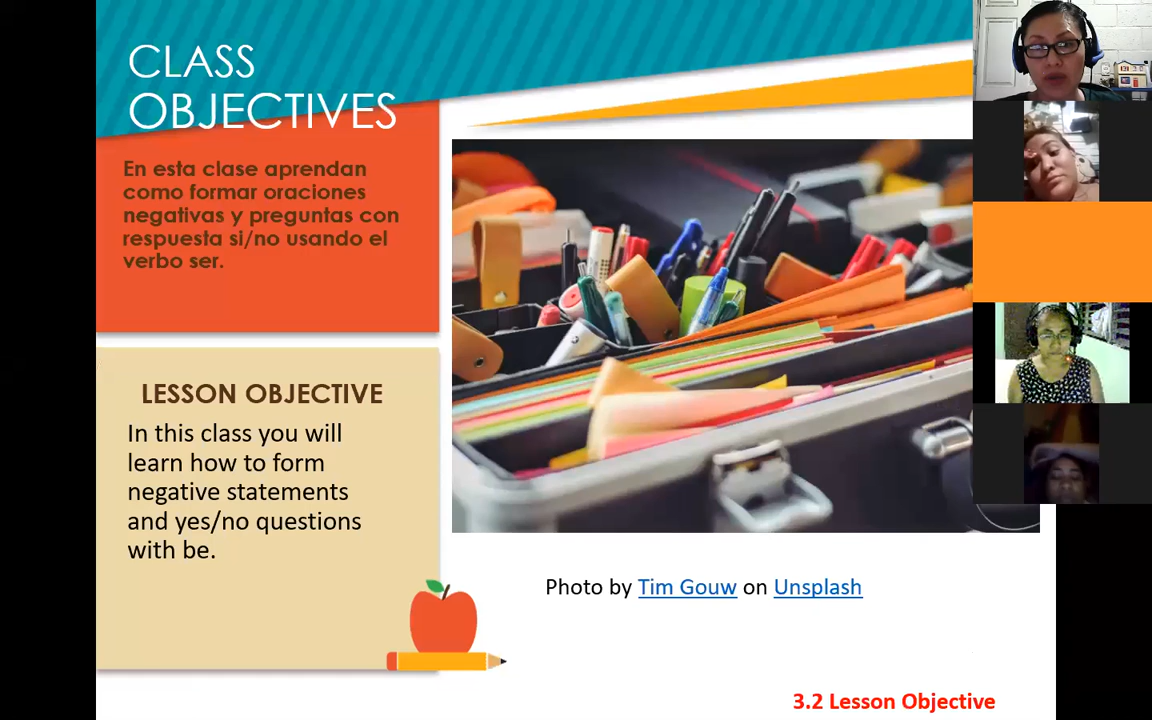 CLASS
OBJECTIVES
En esta clase aprendan
como formar oraciones
negativas y preguntas con
respuesta si/no usando el
verbo ser.
LESSON OBJECTIVE
In this class you will
learn how to form
negative statements
and yes/no questions
with be.
Photo by Tim Gouw on Unsplash
3.2 Lesson Objective